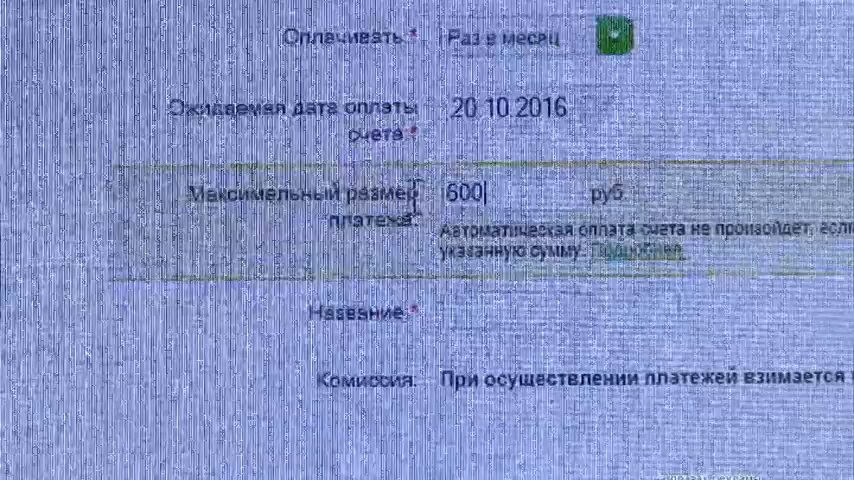 Оплачивать:* Раз в месяц
Ожидаемая дата оплаты счета:* 20.10.2016
Максимальный размер платежа: 600 руб
Автоматическая оплата счета не произойдет, если
указанную сумму. Подробнее
Название:*
Комиссия: При осуществлении платежей взимается